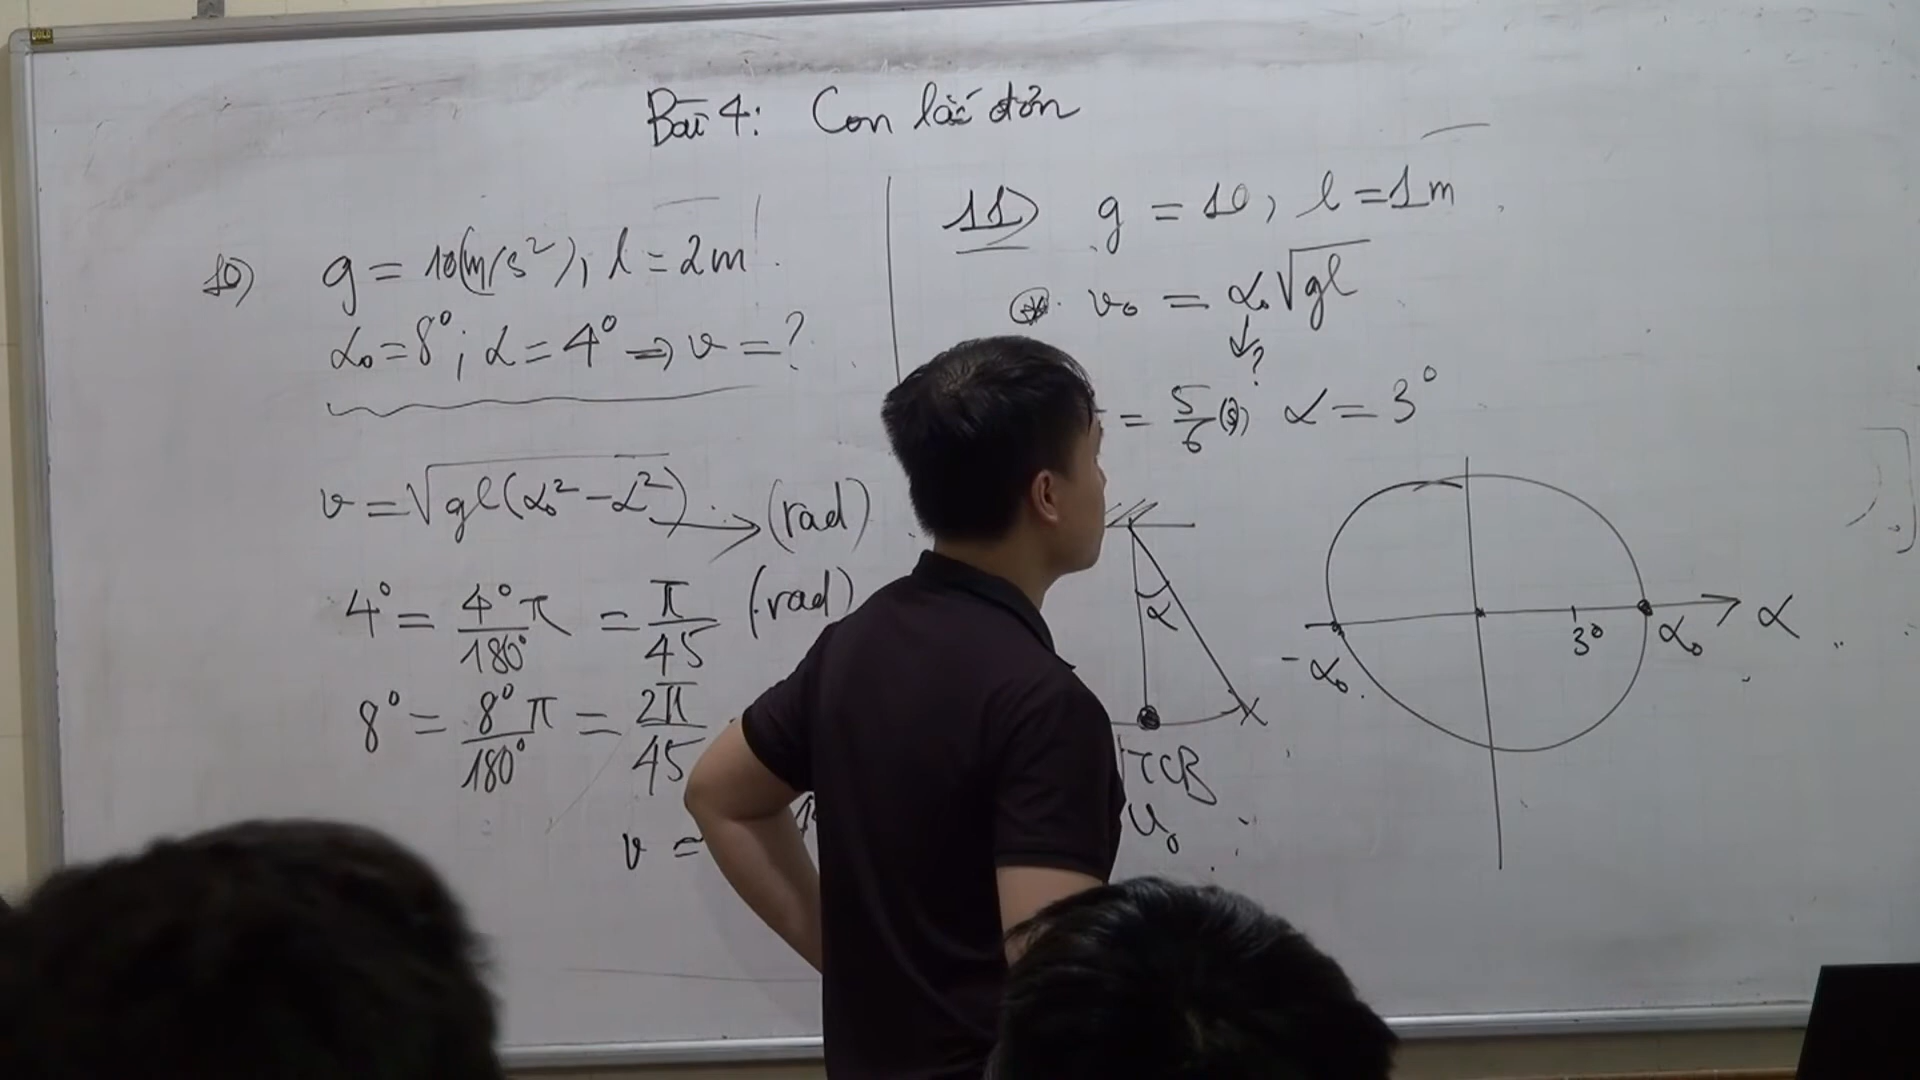 Bài 4: Con lắc đơn
10) g = 10(m/s²), l = 2m
α₀ = 8°; α = 4° ⇒ v = ?
v = √gl(α₀² - α²) → (rad)
4° = 4°π/180° = π/45 (rad)
8° = 8°π/180° = 2π/45
v =
11) g = 10, l = 1m
⊛ v₀ = α₀√gl
↓?
= 5/6(s) α = 3°
α
VTCB
v₀
-α₀ 3° α₀ α